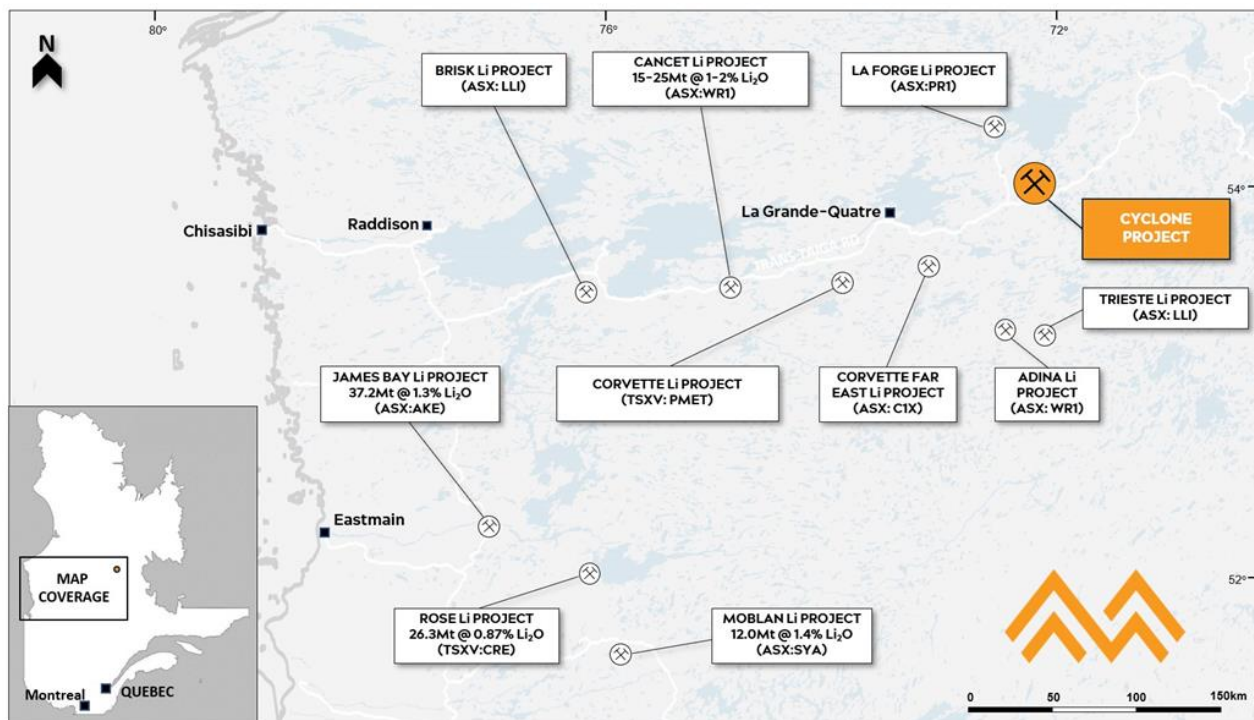 80°
76°
72°
N
BRISK Li PROJECT
(ASX: LLI)
CANCET Li PROJECT
15-25Mt @ 1-2% Li₂O
(ASX:WR1)
LA FORGE Li PROJECT
(ASX:PR1)
54°
Chisasibi
Raddison
La Grande-Quatre
CYCLONE
PROJECT
TRANS TAIGA RD
TRIESTE Li PROJECT
(ASX: LLI)
JAMES BAY Li PROJECT
37.2Mt @ 1.3% Li₂O
(ASX:AKE)
CORVETTE Li PROJECT
(TSXV: PMET)
CORVETTE FAR
EAST Li PROJECT
(ASX: C1X)
ADINA Li
PROJECT
(ASX: WR1)
Eastmain
MAP
COVERAGE
52°
ROSE Li PROJECT
26.3Mt @ 0.87% Li₂O
(TSXV:CRE)
MOBLAN Li PROJECT
12.0Mt @ 1.4% Li₂O
(ASX:SYA)
Montreal
QUEBEC
0 50 100 150km